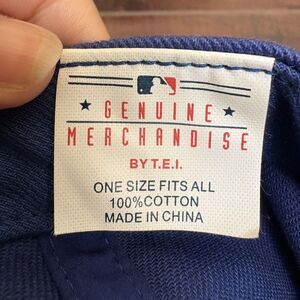 GENUINE
MERCHANDISE
BY T.E.I.
ONE SIZE FITS ALL
100%COTTON
MADE IN CHINA